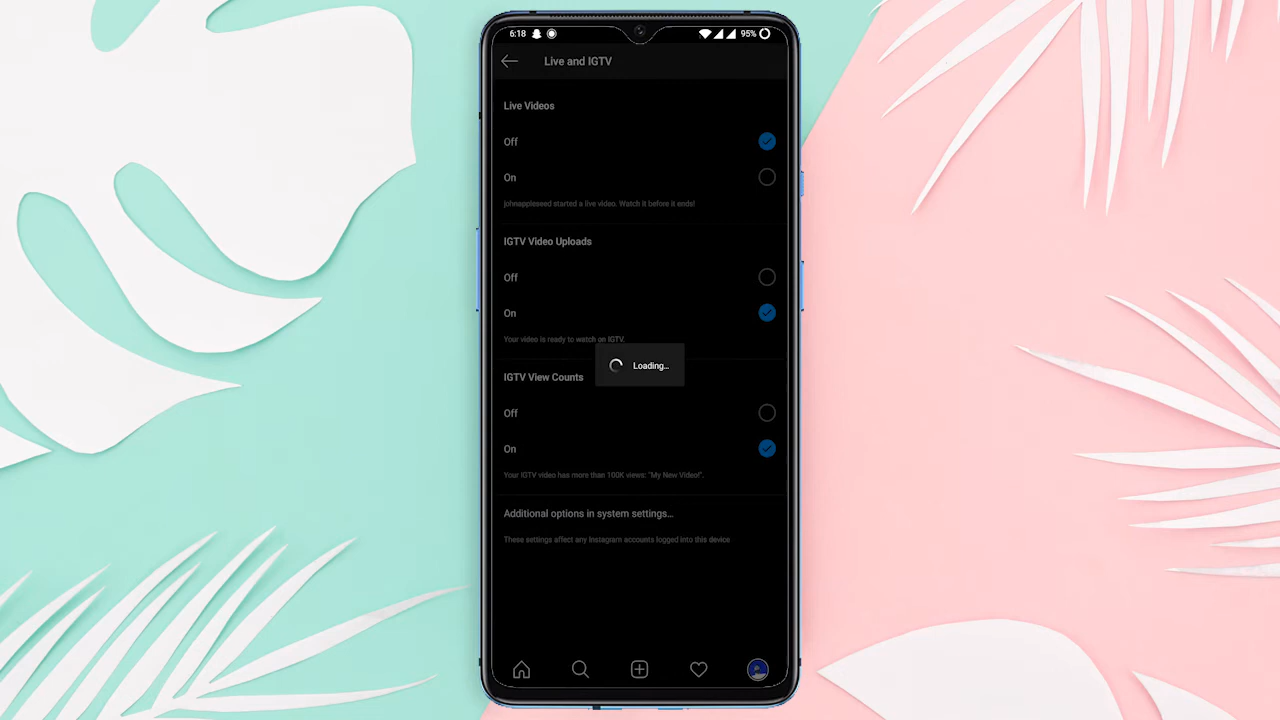 6:18
95%
Live and IGTV
Live Videos
Off
On
johnappleseed started a live video. Watch it before it ends!
IGTV Video Uploads
Off
On
Your video is ready to watch on IGTV.
Loading...
IGTV View Counts
Off
On
Your IGTV video has more than 100K views: "My New Video!".
Additional options in system settings...
These settings affect any Instagram accounts logged into this device